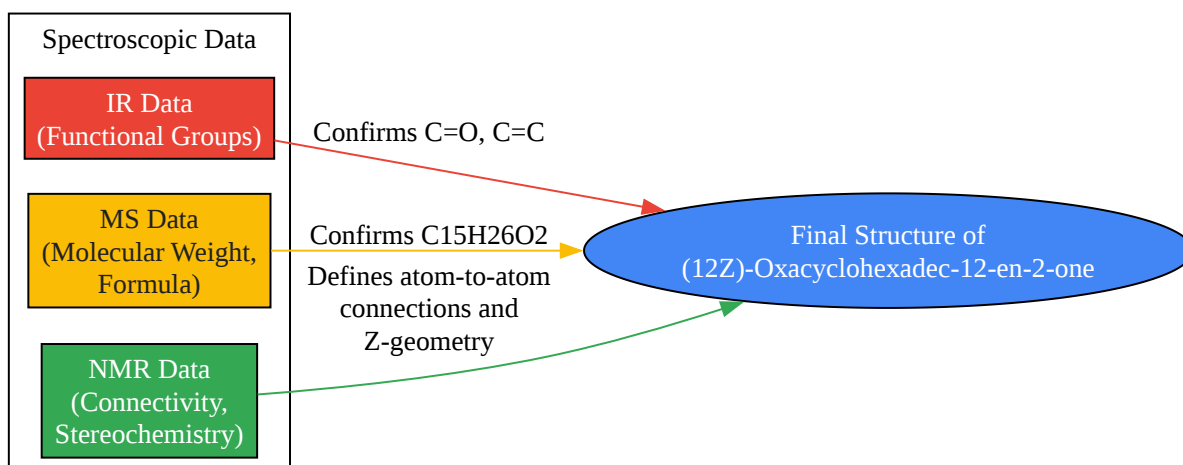 Spectroscopic Data
IR Data
(Functional Groups)
Confirms C=O, C=C
MS Data
(Molecular Weight,
Formula)
Confirms C15H26O2
Final Structure of
(12Z)-Oxacyclohexadec-12-en-2-one
Defines atom-to-atom
connections and
Z-geometry
NMR Data
(Connectivity,
Stereochemistry)